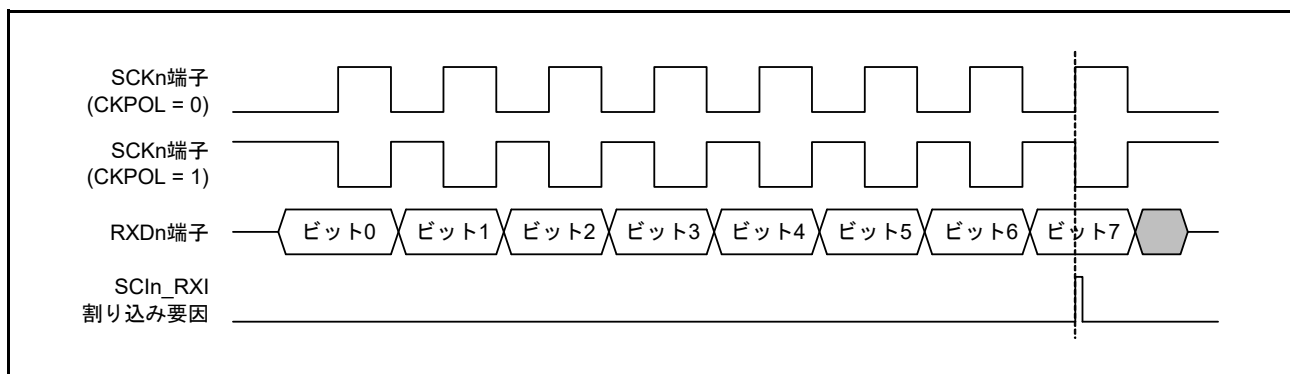 SCKn端子
(CKPOL = 0)
SCKn端子
(CKPOL = 1)
RXDn端子
ビット0 ビット1 ビット2 ビット3 ビット4 ビット5 ビット6 ビット7
SCIn_RXI
割り込み要因